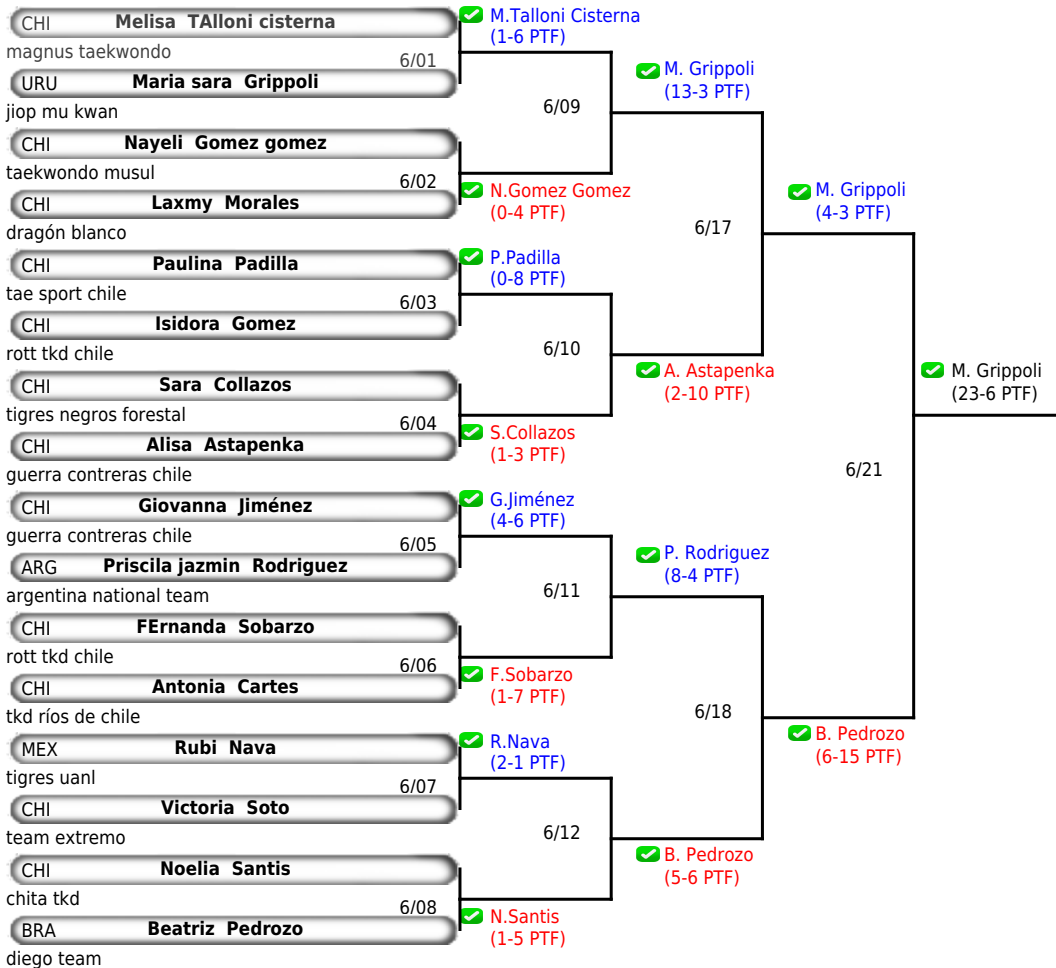 CHI Melisa TAlloni cisterna
magnus taekwondo
6/01
URU Maria sara Grippoli
jiop mu kwan
CHI Nayeli Gomez gomez
taekwondo musul
6/02
CHI Laxmy Morales
dragón blanco
CHI Paulina Padilla
tae sport chile
6/03
CHI Isidora Gomez
rott tkd chile
CHI Sara Collazos
tigres negros forestal
6/04
CHI Alisa Astapenka
guerra contreras chile
CHI Giovanna Jiménez
guerra contreras chile
6/05
ARG Priscila jazmin Rodriguez
argentina national team
CHI FErnanda Sobarzo
rott tkd chile
6/06
CHI Antonia Cartes
tkd ríos de chile
MEX Rubi Nava
tigres uanl
6/07
CHI Victoria Soto
team extremo
CHI Noelia Santis
chita tkd
6/08
BRA Beatriz Pedrozo
diego team
M.Talloni Cisterna
(1-6 PTF)
6/09
N.Gomez Gomez
(0-4 PTF)
P.Padilla
(0-8 PTF)
6/10
S.Collazos
(1-3 PTF)
G.Jiménez
(4-6 PTF)
6/11
F.Sobarzo
(1-7 PTF)
R.Nava
(2-1 PTF)
6/12
N.Santis
(1-5 PTF)
M. Grippoli
(13-3 PTF)
6/17
A. Astapenka
(2-10 PTF)
P. Rodriguez
(8-4 PTF)
6/18
B. Pedrozo
(5-6 PTF)
M. Grippoli
(4-3 PTF)
6/21
B. Pedrozo
(6-15 PTF)
M. Grippoli
(23-6 PTF)